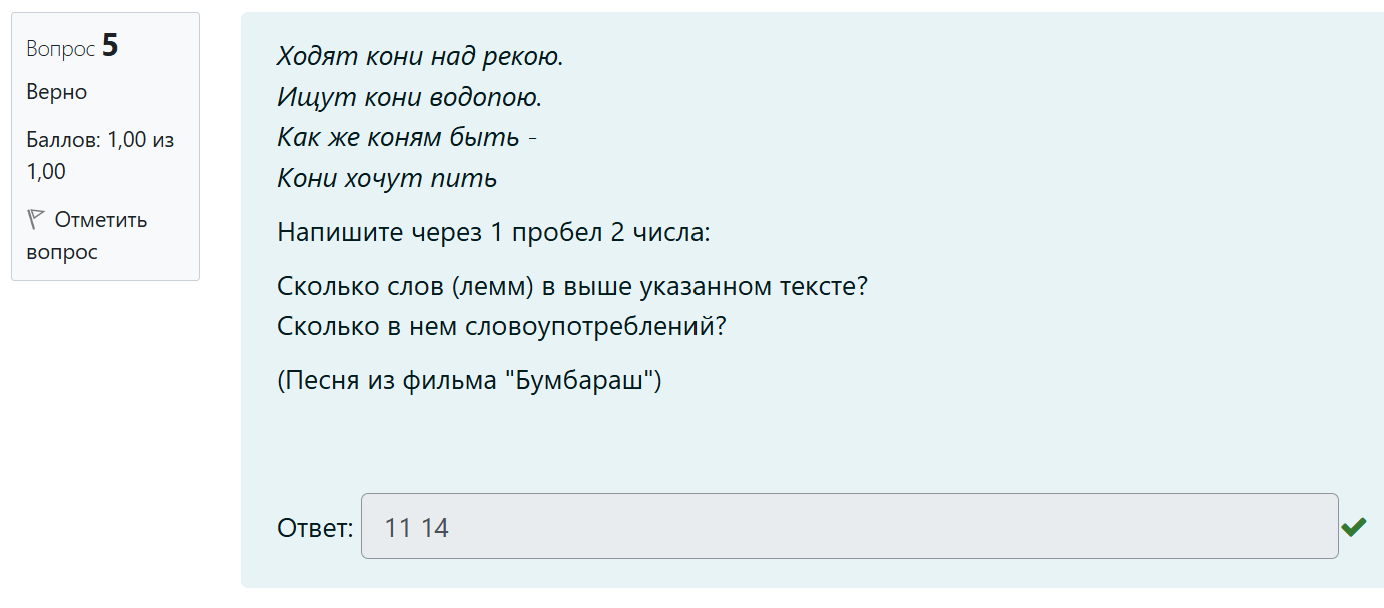 Вопрос 5
Верно
Баллов: 1,00 из
1,00
Отметить
вопрос
Ходят кони над рекою.
Ищут кони водопою.
Как же коням быть -
Кони хочут пить
Напишите через 1 пробел 2 числа:
Сколько слов (лемм) в выше указанном тексте?
Сколько в нем словоупотреблений?
(Песня из фильма "Бумбараш")
Ответ: 11 14